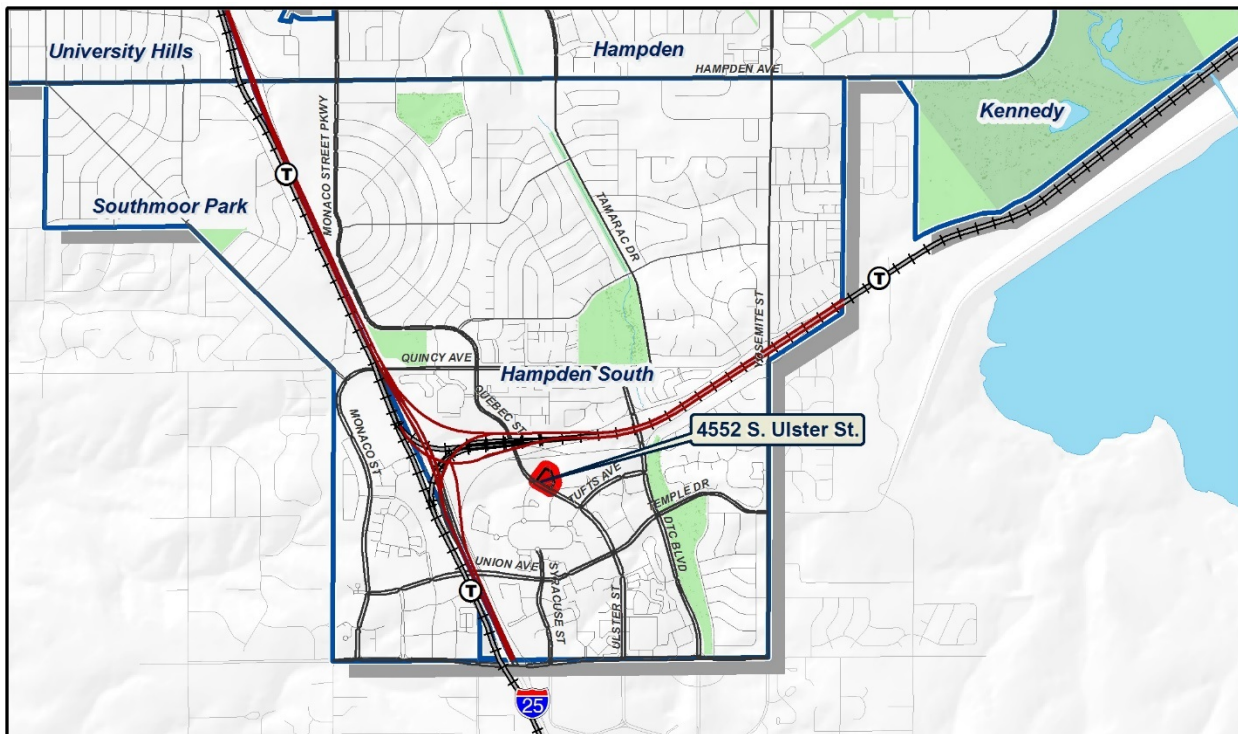 University Hills
Hampden
HAMPDEN AVE
Kennedy
MONACO STREET PKWY
T
Southmoor Park
TAMARAC DR
T
YOSEMITE ST
QUINCY AVE
Hampden South
QUEBEC ST
4552 S. Ulster St.
MONACO ST
TUFTS AVE
TEMPLE DR
DTC BLVD
UNION AVE
SYRACUSE ST
ULSTER ST
T
25